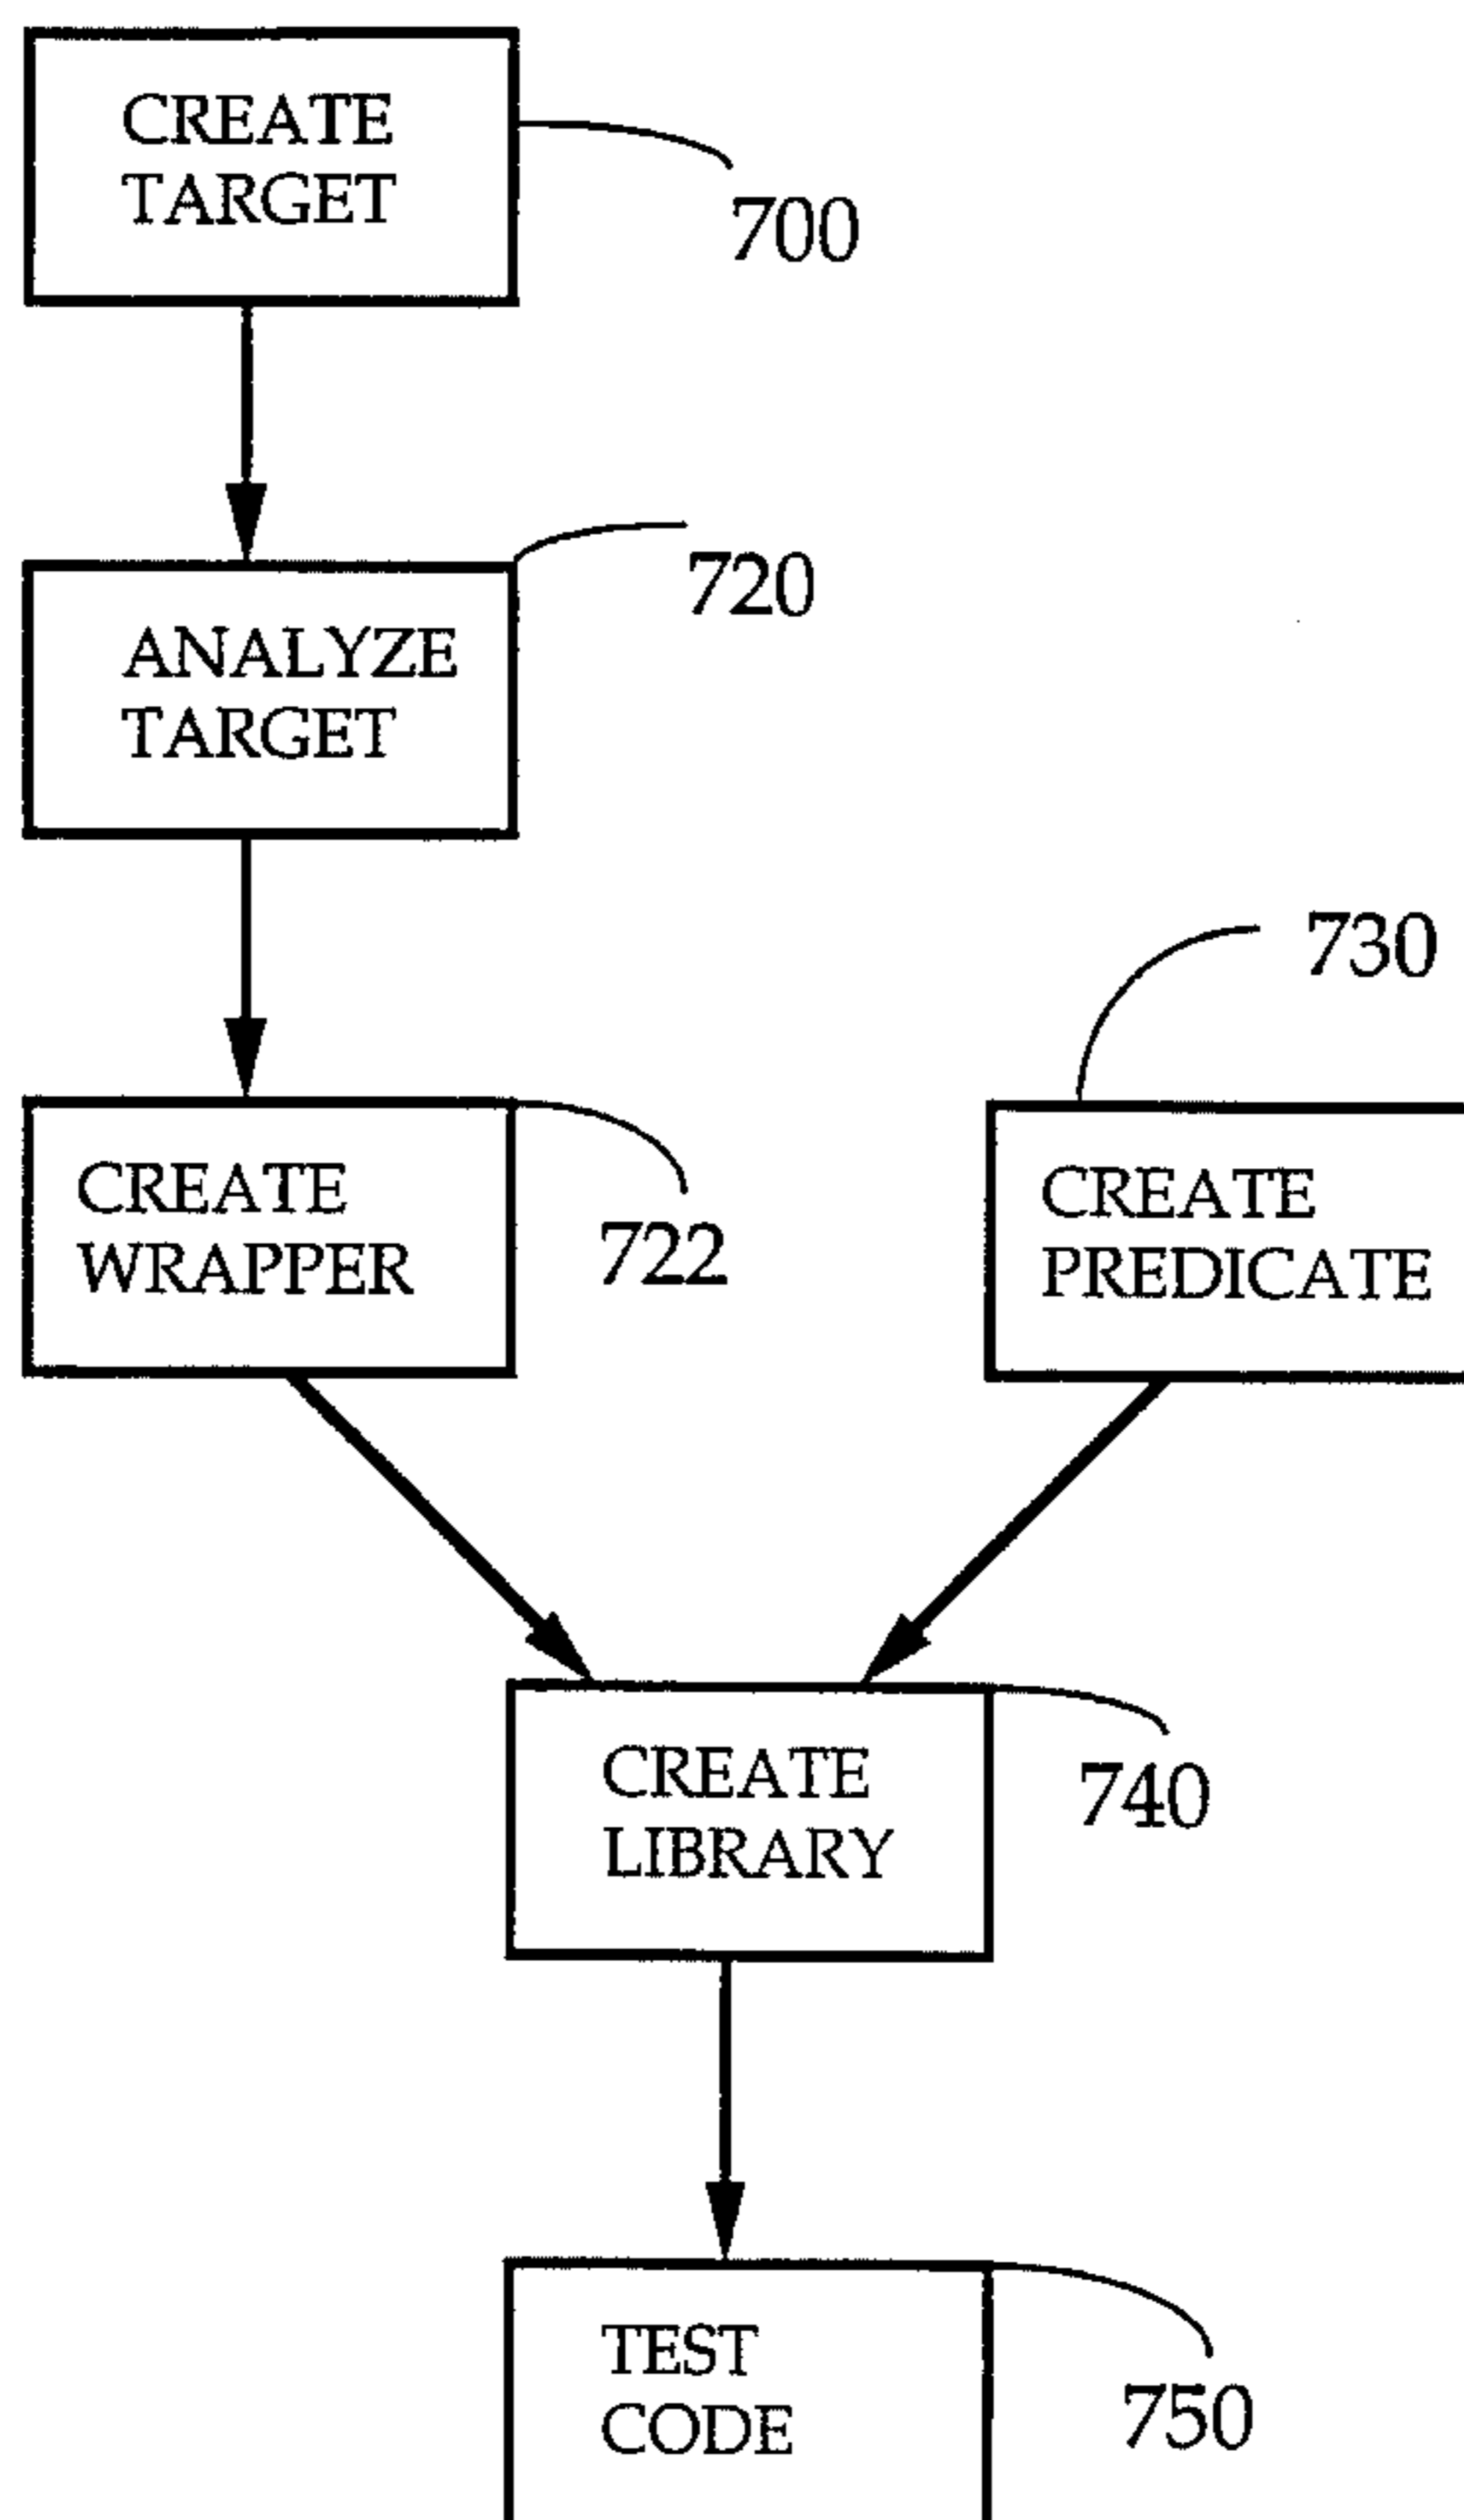 CREATE
TARGET
700
720
ANALYZE
TARGET
730
CREATE
WRAPPER
722
CREATE
PREDICATE
CREATE
LIBRARY
740
TEST
CODE
750